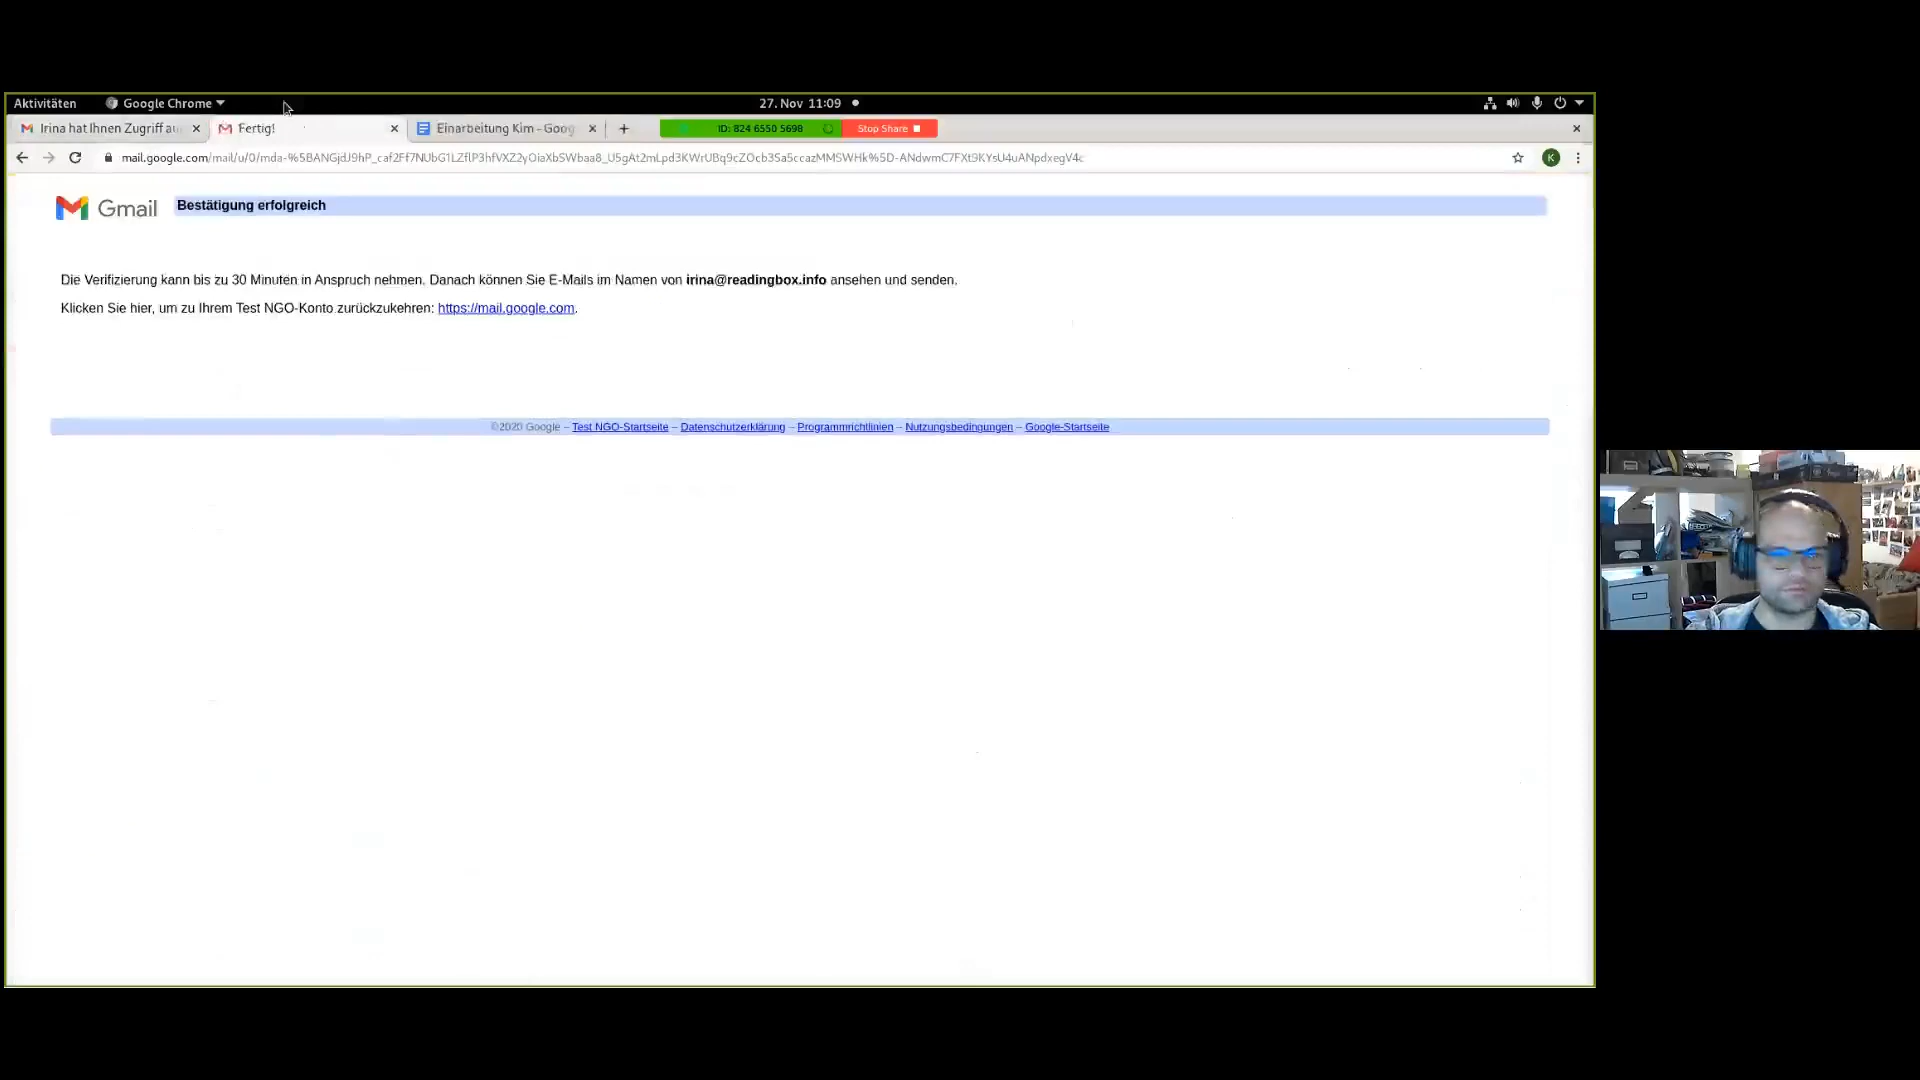 Aktivitäten Google Chrome 27. Nov 11:09
Irina hat Ihnen Zugriff au Fertig! Einarbeitung Kim - Goog ID: 824 6550 5698 Stop Share
K
Gmail Bestätigung erfolgreich
Die Verifizierung kann bis zu 30 Minuten in Anspruch nehmen. Danach können Sie E-Mails im Namen von irina@readingbox.info ansehen und senden.
Klicken Sie hier, um zu Ihrem Test NGO-Konto zurückzukehren: https://mail.google.com.
©2020 Google – Test NGO-Startseite – Datenschutzerklärung – Programmrichtlinien – Nutzungsbedingungen – Google-Startseite